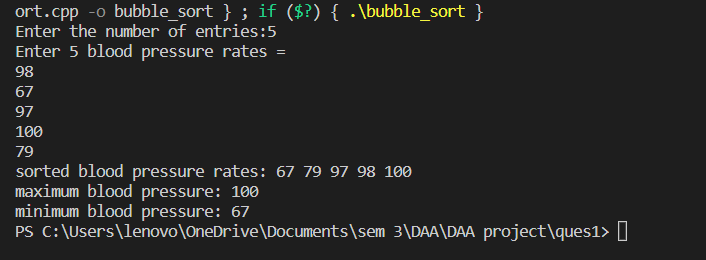 ort.cpp -o bubble_sort } ; if ($?) { .\bubble_sort }
Enter the number of entries:5
Enter 5 blood pressure rates =
98
67
97
100
79
sorted blood pressure rates: 67 79 97 98 100
maximum blood pressure: 100
minimum blood pressure: 67
PS C:\Users\lenovo\OneDrive\Documents\sem 3\DAA\DAA project\ques1>